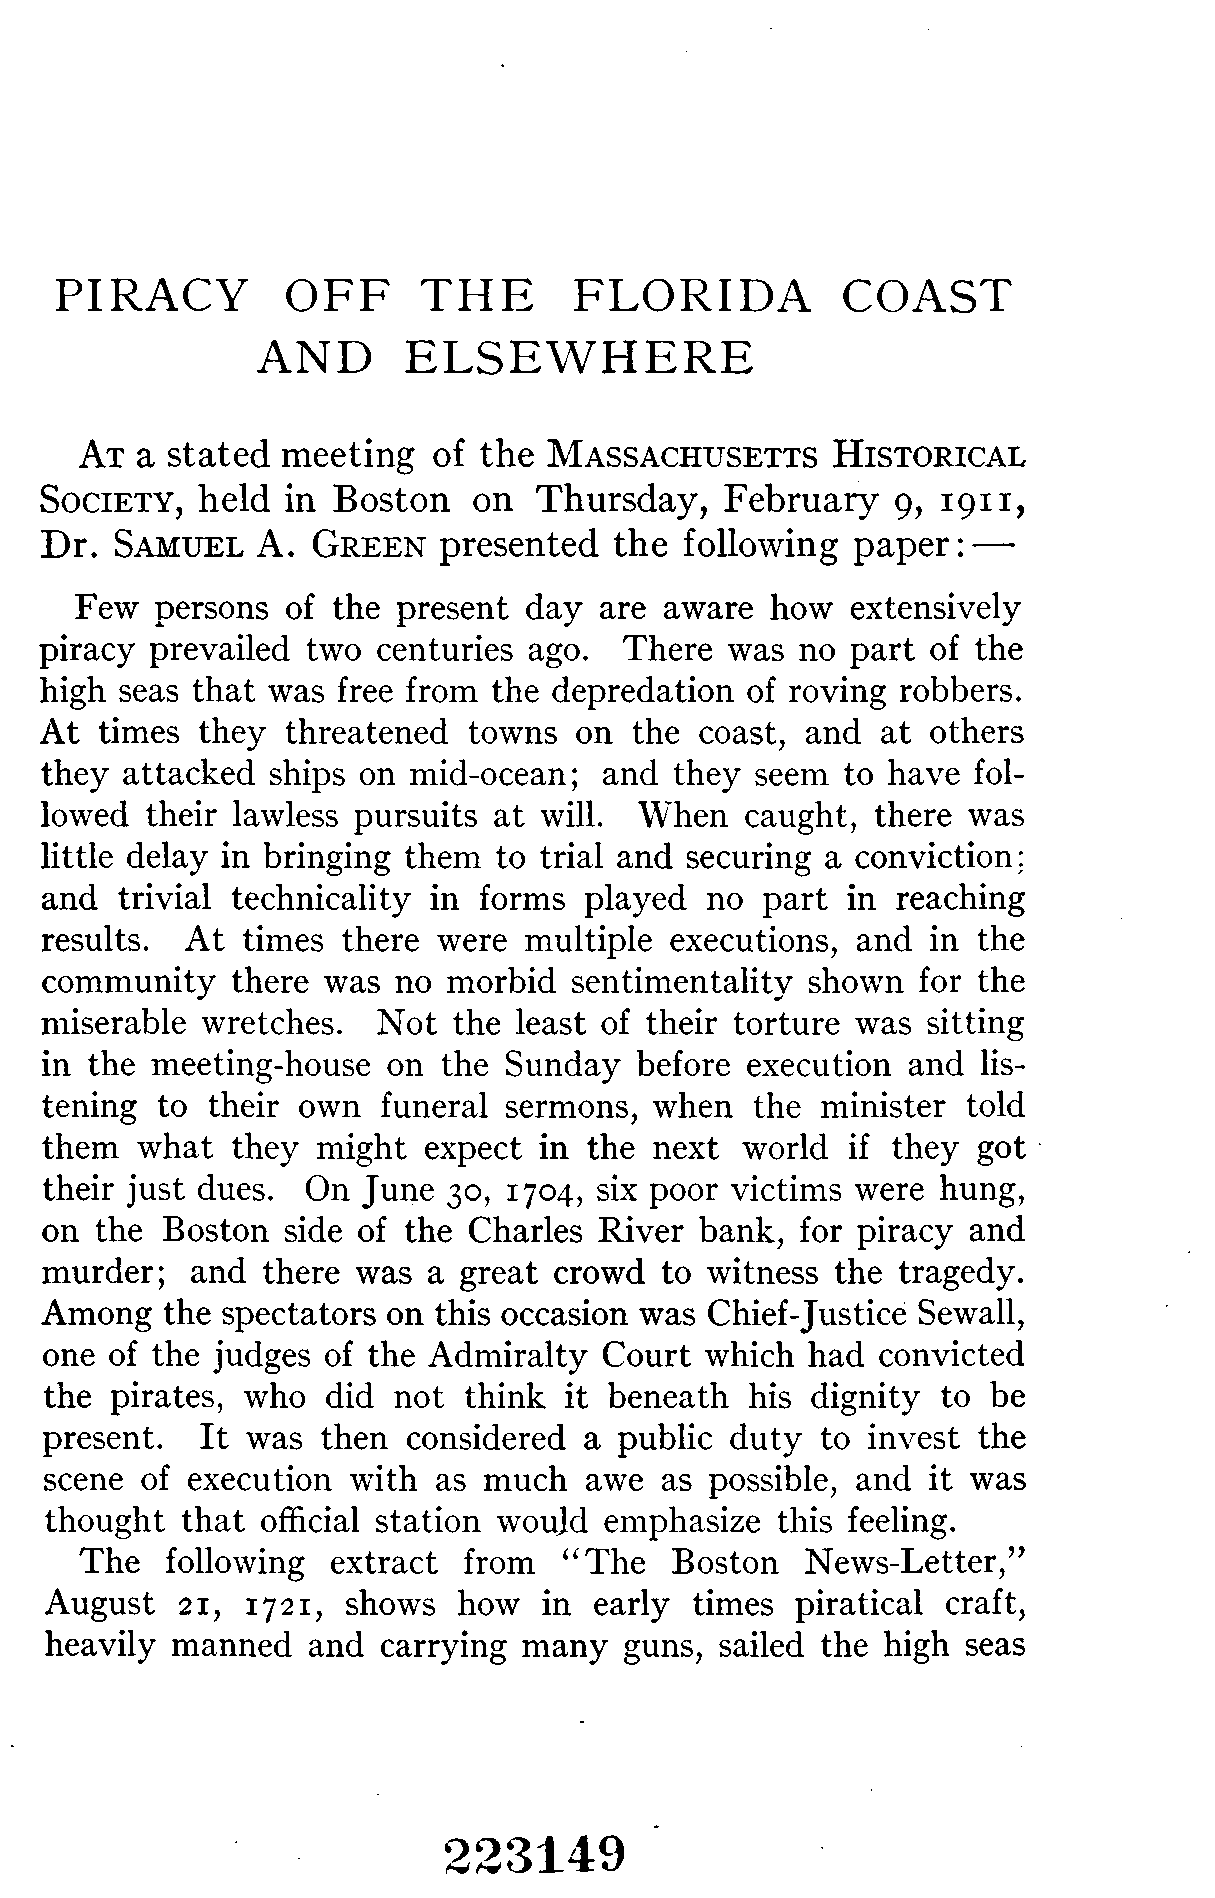 PIRACY OFF THE FLORIDA COAST
AND ELSEWHERE
AT a stated meeting of the MASSACHUSETTS HISTORICAL
SOCIETY, held in Boston on Thursday, February 9, 1911,
Dr. SAMUEL A. GREEN presented the following paper:—
Few persons of the present day are aware how extensively
piracy prevailed two centuries ago. There was no part of the
high seas that was free from the depredation of roving robbers.
At times they threatened towns on the coast, and at others
they attacked ships on mid-ocean; and they seem to have fol-
lowed their lawless pursuits at will. When caught, there was
little delay in bringing them to trial and securing a conviction;
and trivial technicality in forms played no part in reaching
results. At times there were multiple executions, and in the
community there was no morbid sentimentality shown for the
miserable wretches. Not the least of their torture was sitting
in the meeting-house on the Sunday before execution and lis-
tening to their own funeral sermons, when the minister told
them what they might expect in the next world if they got
their just dues. On June 30, 1704, six poor victims were hung,
on the Boston side of the Charles River bank, for piracy and
murder; and there was a great crowd to witness the tragedy.
Among the spectators on this occasion was Chief-Justice Sewall,
one of the judges of the Admiralty Court which had convicted
the pirates, who did not think it beneath his dignity to be
present. It was then considered a public duty to invest the
scene of execution with as much awe as possible, and it was
thought that official station would emphasize this feeling.
The following extract from "The Boston News-Letter,"
August 21, 1721, shows how in early times piratical craft,
heavily manned and carrying many guns, sailed the high seas
223149